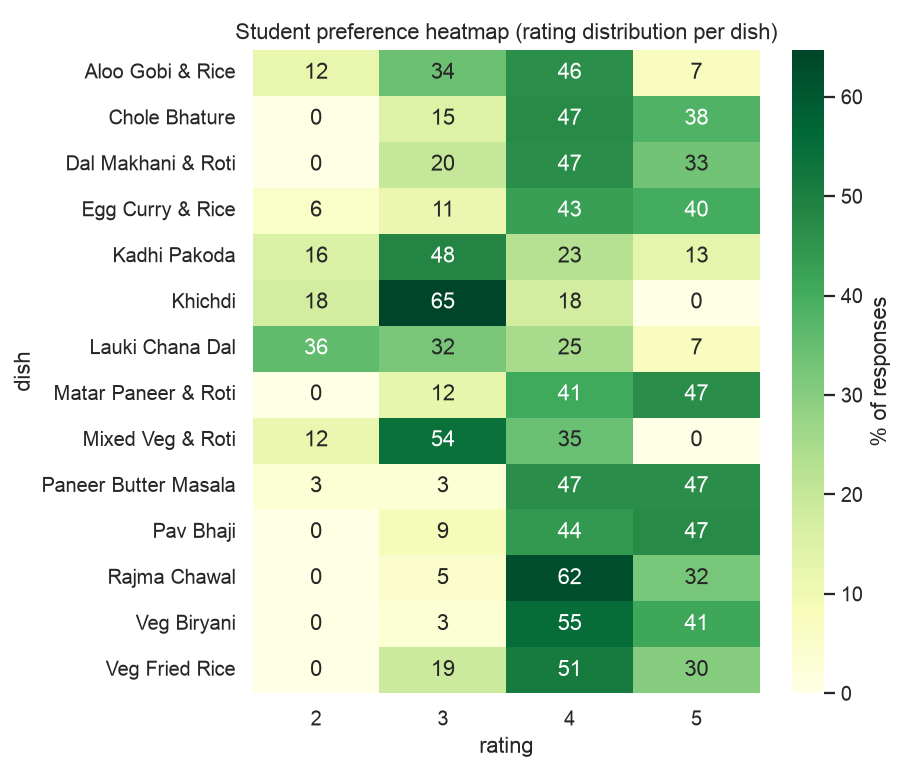 Student preference heatmap (rating distribution per dish)
Aloo Gobi & Rice 12 34 46 7
Chole Bhature 0 15 47 38
Dal Makhani & Roti 0 20 47 33
Egg Curry & Rice 6 11 43 40
Kadhi Pakoda 16 48 23 13
Khichdi 18 65 18 0
Lauki Chana Dal 36 32 25 7
Matar Paneer & Roti 0 12 41 47
Mixed Veg & Roti 12 54 35 0
Paneer Butter Masala 3 3 47 47
Pav Bhaji 0 9 44 47
Rajma Chawal 0 5 62 32
Veg Biryani 0 3 55 41
Veg Fried Rice 0 19 51 30
2 3 4 5
rating
dish
60
50
40
30
20
10
0
% of responses